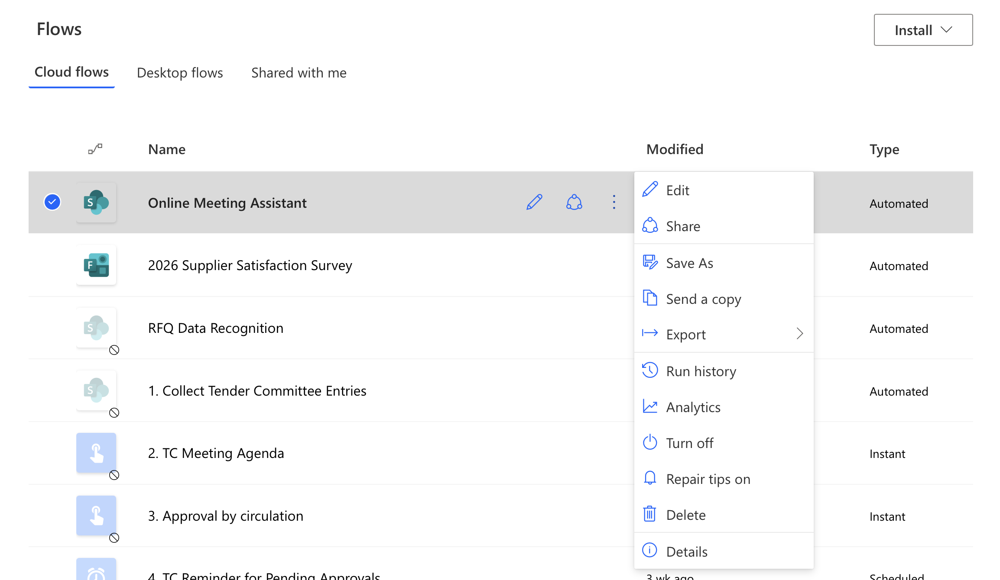 Flows
Install
Cloud flows
Desktop flows
Shared with me
Name
Modified
Type
S
Online Meeting Assistant
Automated
F
2026 Supplier Satisfaction Survey
Automated
S
RFQ Data Recognition
Automated
S
1. Collect Tender Committee Entries
Automated
2. TC Meeting Agenda
Instant
3. Approval by circulation
Instant
4. TC Reminder for Pending Approvals
3 wk ago
Scheduled
Edit
Share
Save As
Send a copy
Export
Run history
Analytics
Turn off
Repair tips on
Delete
Details